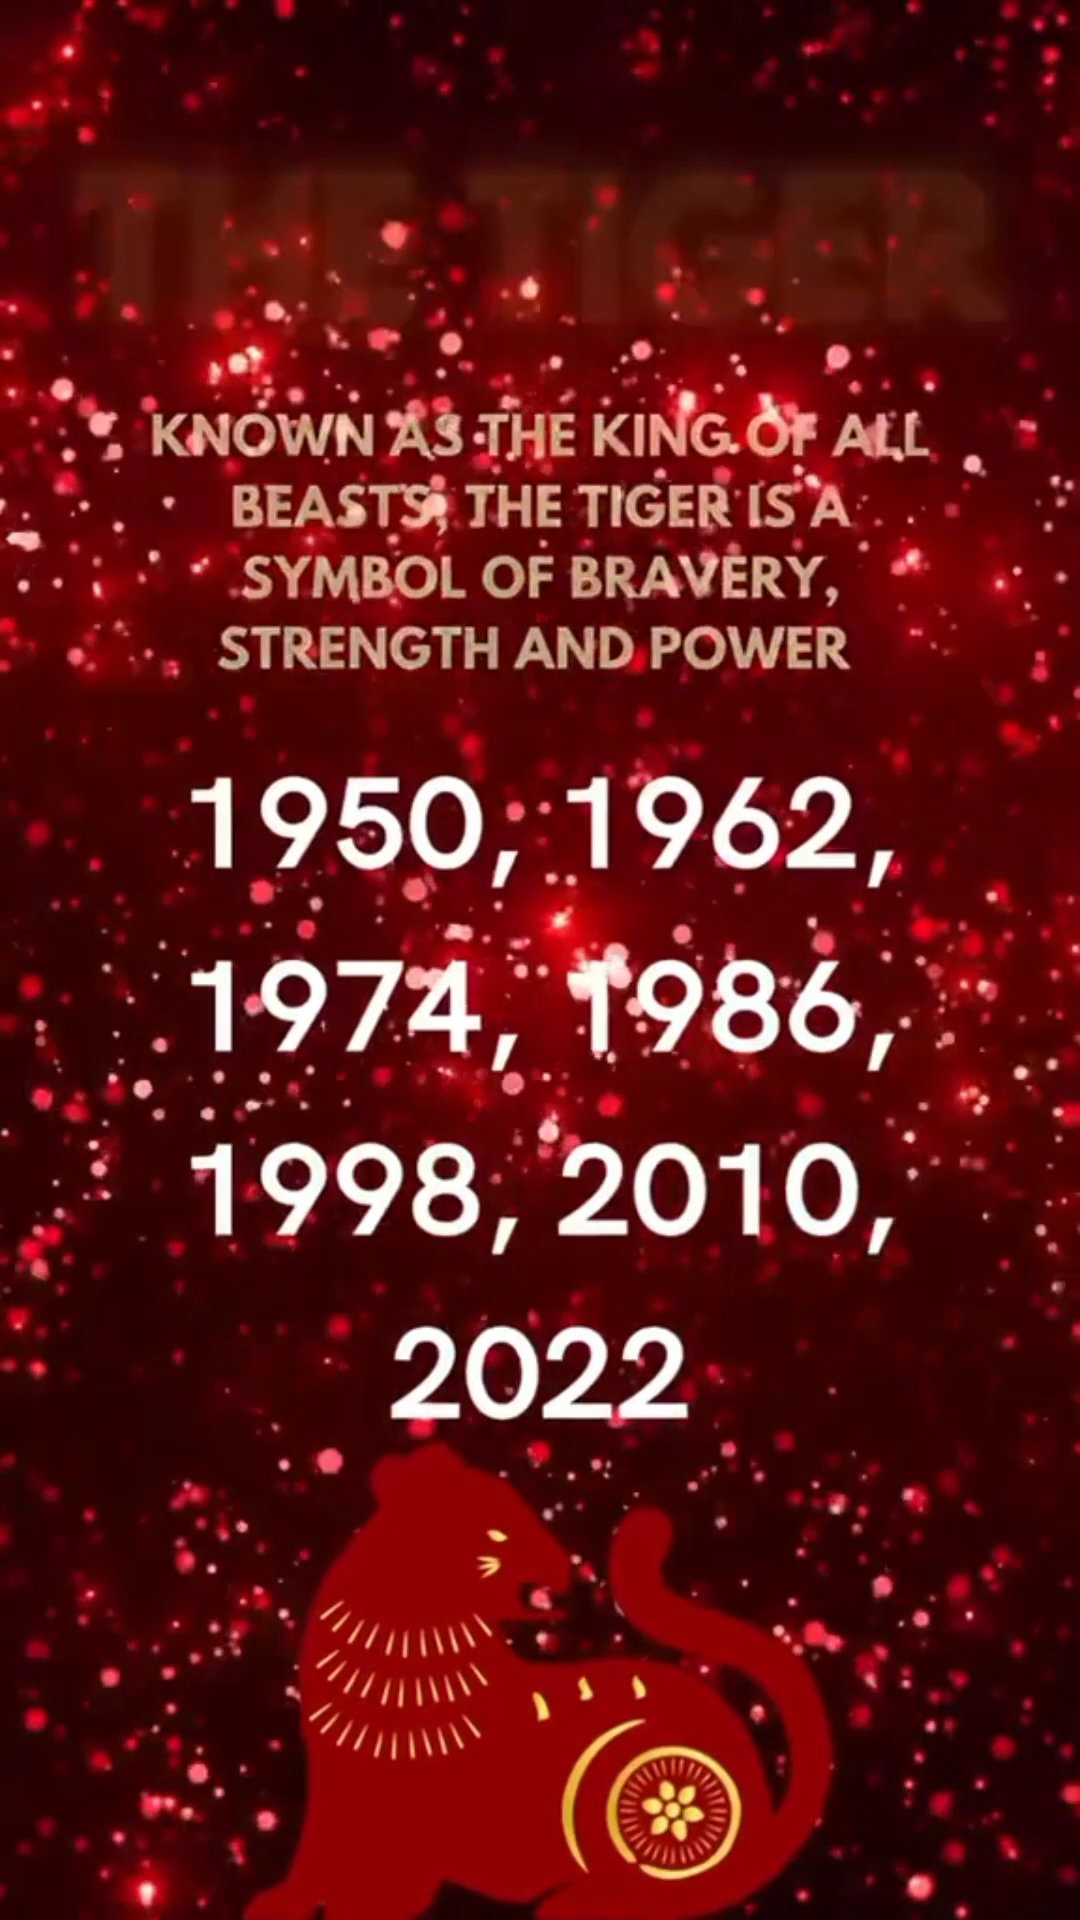 THE TIGER
KNOWN AS THE KING OF ALL
BEASTS, THE TIGER IS A
SYMBOL OF BRAVERY,
STRENGTH AND POWER
1950, 1962,
1974, 1986,
1998, 2010,
2022